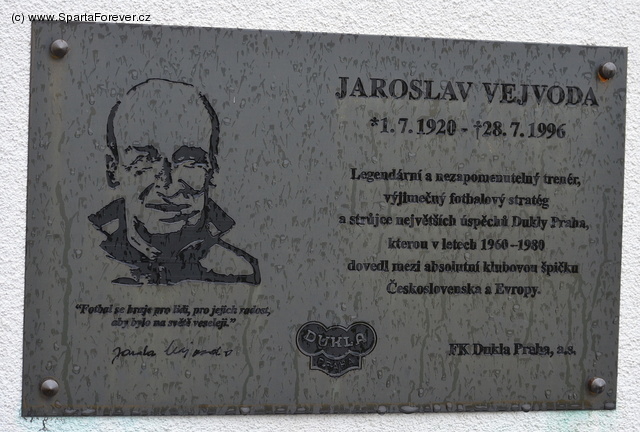 (c) www.SpartaForever.cz
JAROSLAV VEJVODA
*1. 7. 1920 - †28. 7. 1996
Legendární a nezapomenutelný trenér,
výjimečný fotbalový stratég
a strůjce největších úspěchů Dukly Praha,
kterou v letech 1960–1980
dovedl mezi absolutní klubovou špičku
Československa a Evropy.
"Fotbal se hraje pro lidi, pro jejich radost,
aby bylo na světě veseleji."
DUKLA
FK Dukla Praha, a.s.